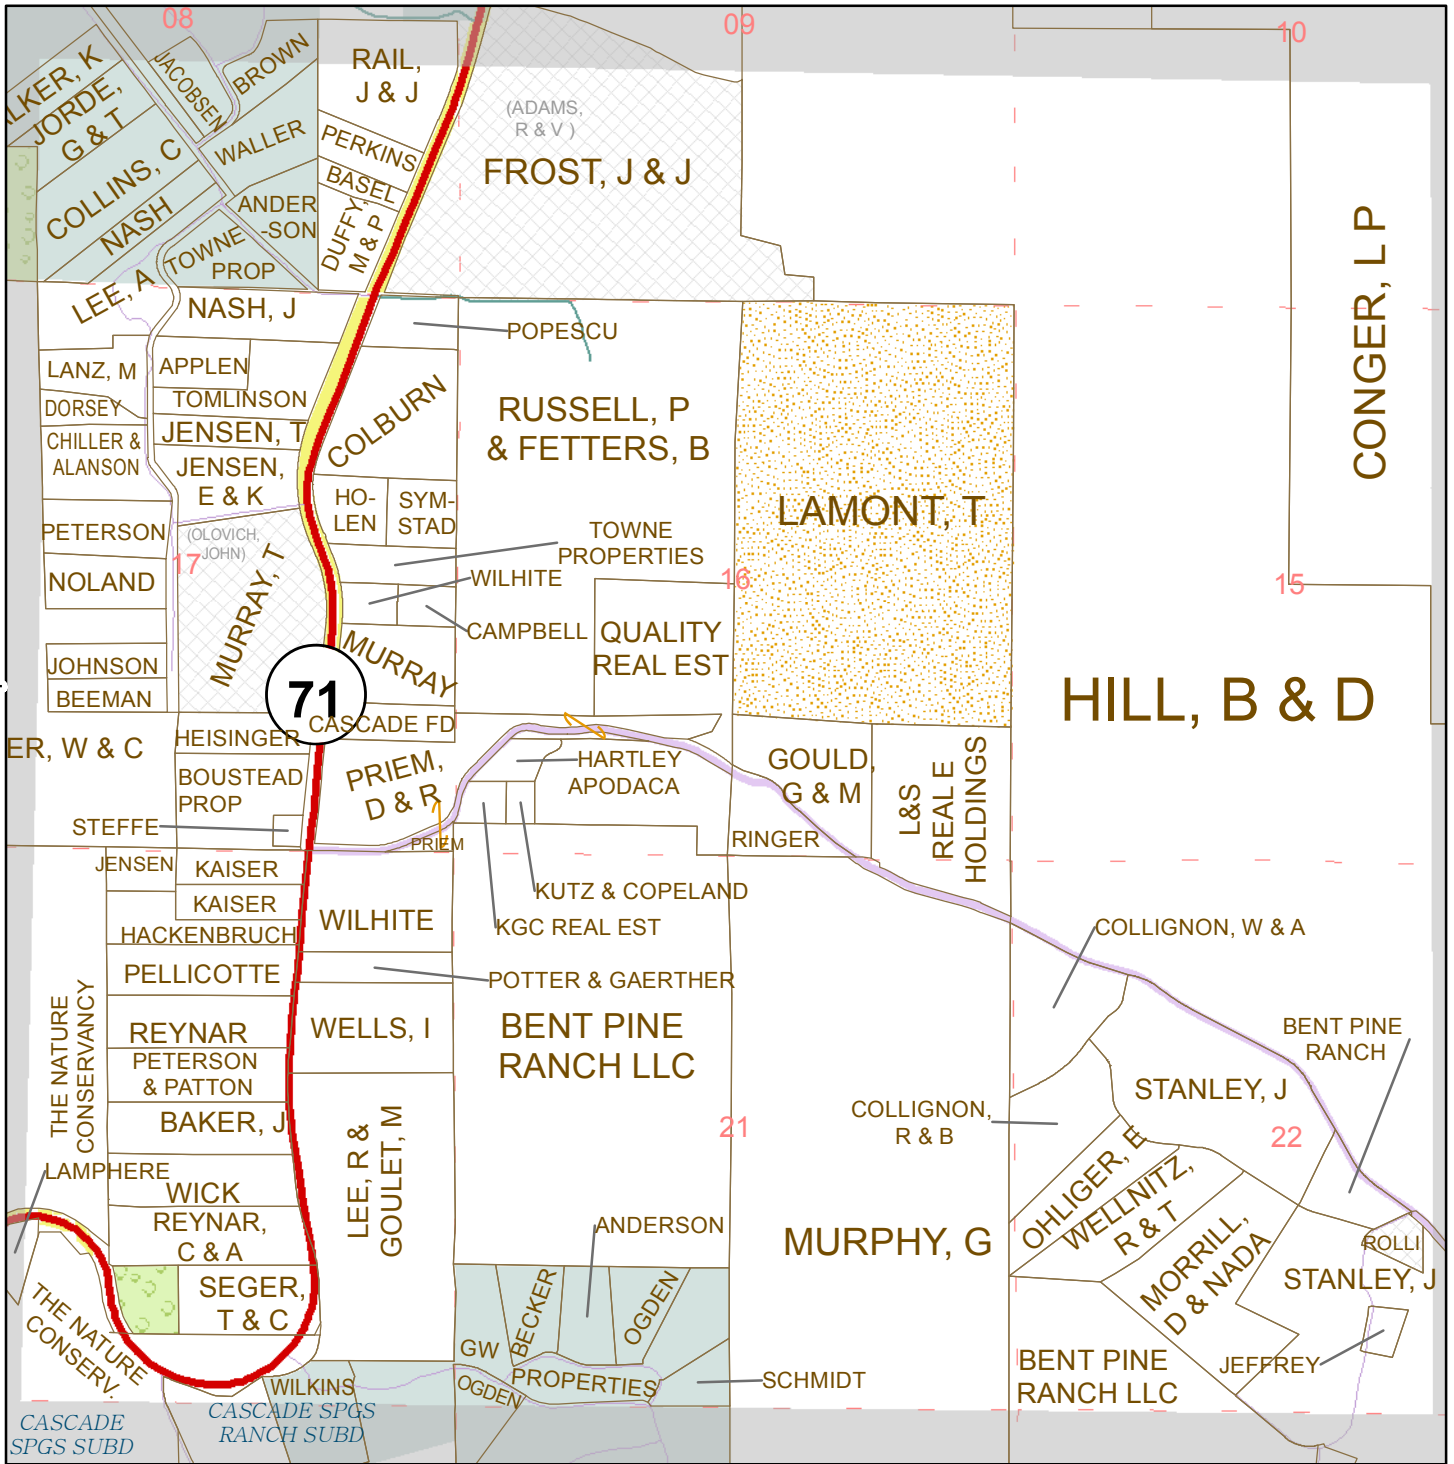 08
09
10
LKER, K
JORDE,
G & T
JACOBSEN
BROWN
RAIL,
J & J
(ADAMS,
R & V )
FROST, J & J
COLLINS, C
WALLER
PERKINS
BASEL
NASH
ANDER
-SON
DUFFY,
M & P
TOWNE
PROP
LEE, A
NASH, J
CONGER, L P
POPESCU
LANZ, M
APPLEN
DORSEY
TOMLINSON
COLBURN
RUSSELL, P
& FETTERS, B
CHILLER &
ALANSON
JENSEN, T
JENSEN,
E & K
HO-
LEN
SYM-
STAD
LAMONT, T
PETERSON
(OLOVICH,
JOHN)
17
MURRAY, T
TOWNE
PROPERTIES
NOLAND
WILHITE
16
15
CAMPBELL
QUALITY
REAL EST
MURRAY
JOHNSON
BEEMAN
71
HILL, B & D
CASCADE FD
ER, W & C
HEISINGER
BOUSTEAD
PROP
PRIEM,
D & R
HARTLEY
APODACA
GOULD,
G & M
L&S
REAL E
HOLDINGS
STEFFE
PRIEM
RINGER
JENSEN
KAISER
KAISER
KUTZ & COPELAND
WILHITE
KGC REAL EST
HACKENBRUCH
COLLIGNON, W & A
PELLICOTTE
POTTER & GAERTHER
THE NATURE
CONSERVANCY
REYNAR
WELLS, I
BENT PINE
RANCH LLC
BENT PINE
RANCH
PETERSON
& PATTON
STANLEY, J
BAKER, J
LEE, R &
GOULET, M
21
COLLIGNON,
R & B
22
OHLIGER, E
WELLNITZ,
R & T
LAMPHERE
WICK
REYNAR,
C & A
ANDERSON
MURPHY, G
MORRILL,
D & NADA
ROLLI
STANLEY, J
SEGER,
T & C
THE NATURE
CONSERV.
GW
BECKER
OGDEN
PROPERTIES
OGDEN
SCHMIDT
JEFFREY
BENT PINE
RANCH LLC
WILKINS
CASCADE SPGS
RANCH SUBD
CASCADE
SPGS SUBD